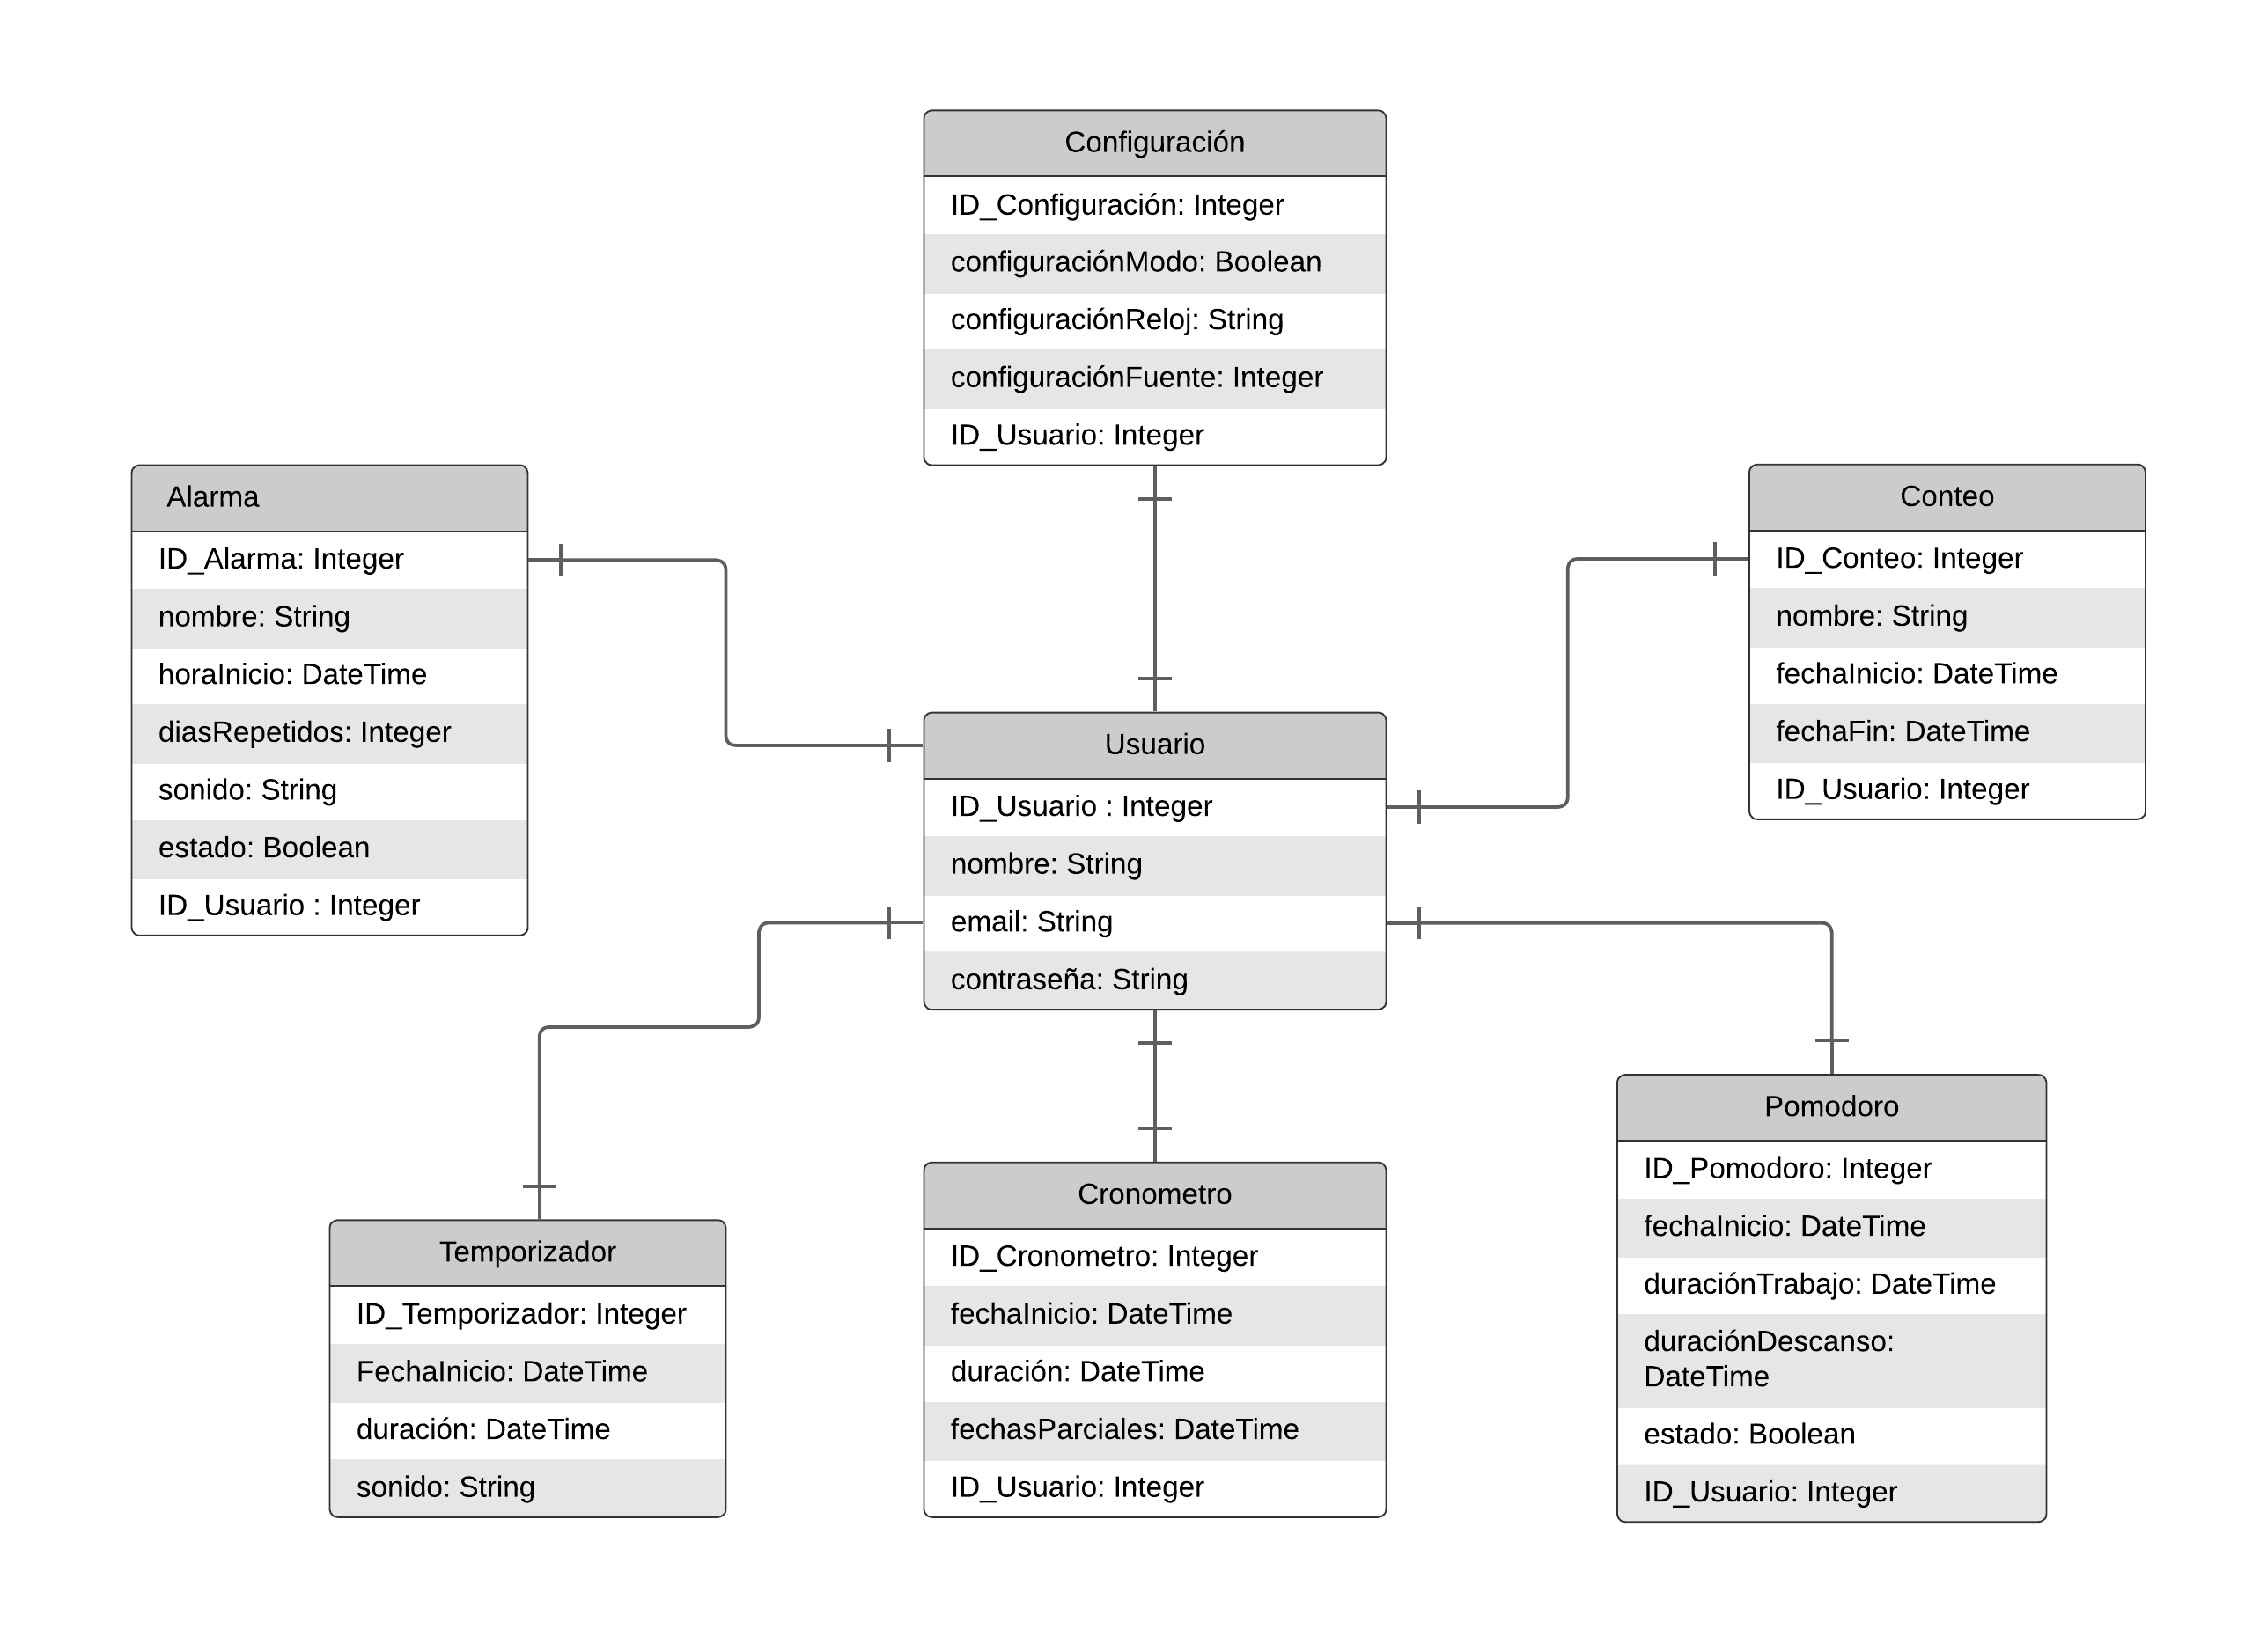 Configuración
ID_Configuración: Integer
configuraciónModo: Boolean
configuraciónReloj: String
configuraciónFuente: Integer
ID_Usuario: Integer
Alarma
ID_Alarma: Integer
nombre: String
horaInicio: DateTime
diasRepetidos: Integer
sonido: String
estado: Boolean
ID_Usuario : Integer
Conteo
ID_Conteo: Integer
nombre: String
fechaInicio: DateTime
fechaFin: DateTime
ID_Usuario: Integer
Usuario
ID_Usuario : Integer
nombre: String
email: String
contraseña: String
Temporizador
ID_Temporizador: Integer
FechaInicio: DateTime
duración: DateTime
sonido: String
Cronometro
ID_Cronometro: Integer
fechaInicio: DateTime
duración: DateTime
fechasParciales: DateTime
ID_Usuario: Integer
Pomodoro
ID_Pomodoro: Integer
fechaInicio: DateTime
duraciónTrabajo: DateTime
duraciónDescanso:
DateTime
estado: Boolean
ID_Usuario: Integer